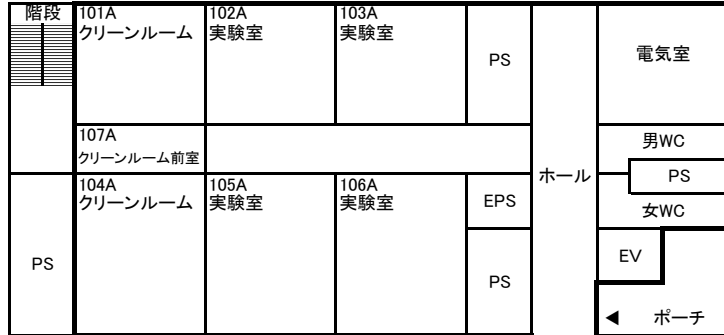 階段
101A
クリーンルーム
102A
実験室
103A
実験室
PS
電気室
107A
クリーンルーム前室
男WC
ホール
PS
104A
クリーンルーム
105A
実験室
106A
実験室
EPS
女WC
PS
EV
PS
◀ ポーチ